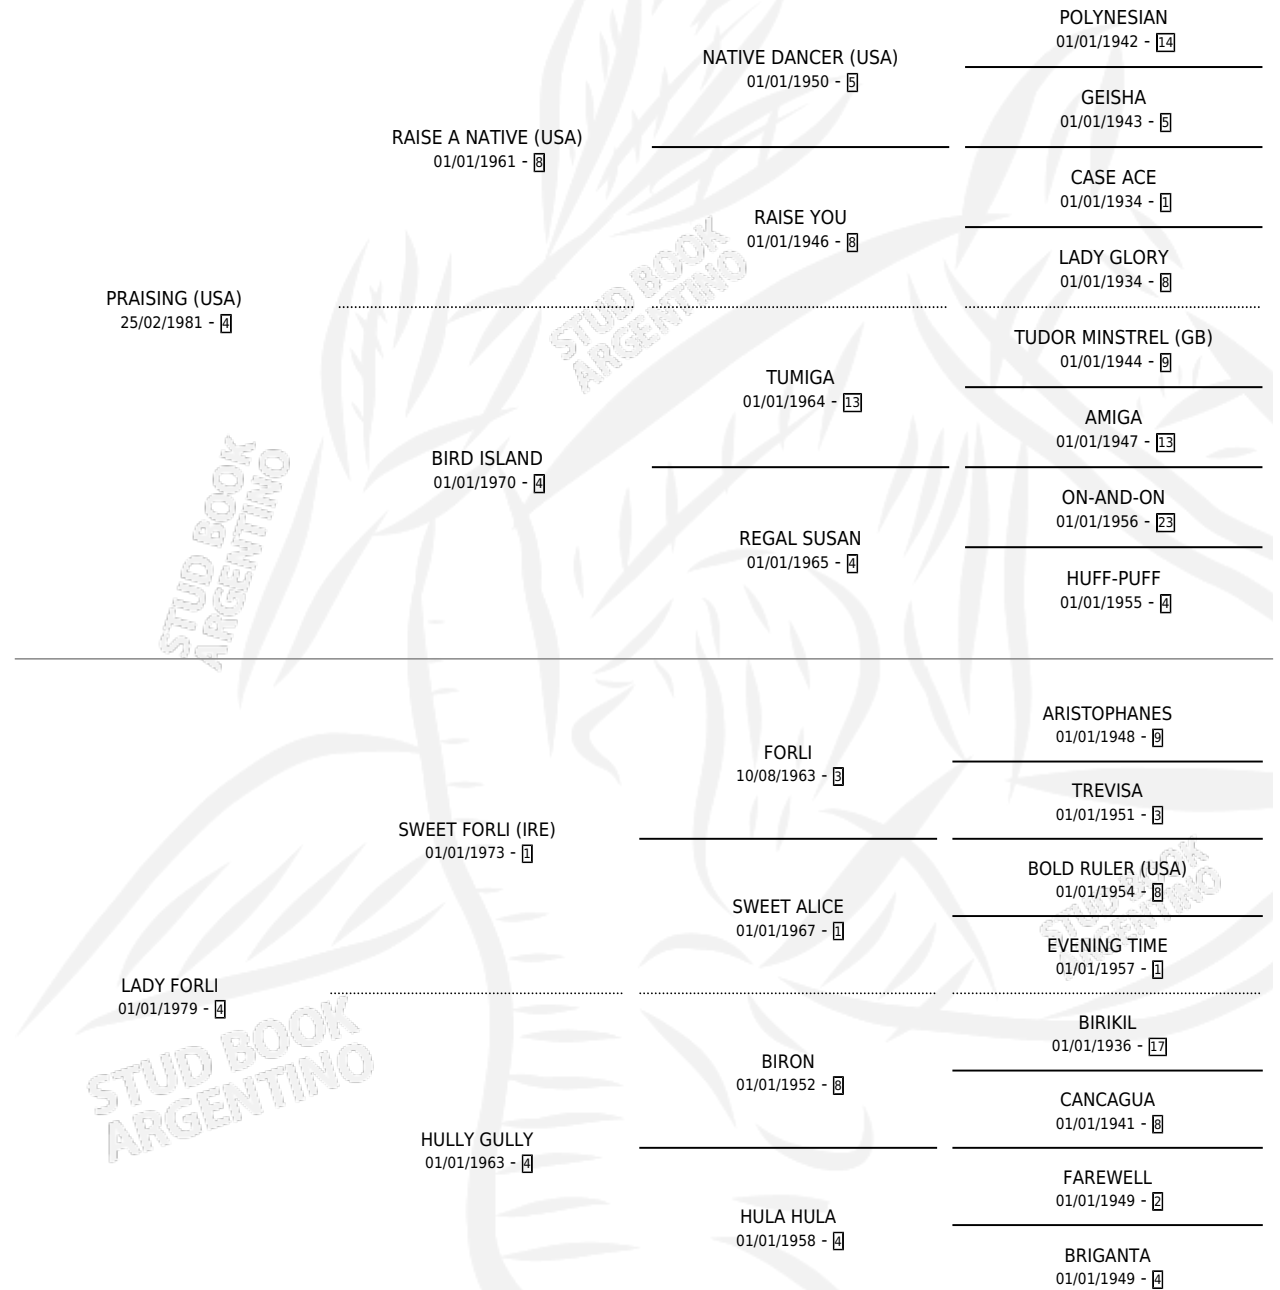 POLYNESIAN
01/01/1942 - 14
NATIVE DANCER (USA)
01/01/1950 - 5
GEISHA
01/01/1943 - 5
RAISE A NATIVE (USA)
01/01/1961 - 8
CASE ACE
01/01/1934 - 1
RAISE YOU
01/01/1946 - 8
LADY GLORY
01/01/1934 - 8
PRAISING (USA)
25/02/1981 - 4
TUDOR MINSTREL (GB)
01/01/1944 - 9
TUMIGA
01/01/1964 - 13
AMIGA
01/01/1947 - 13
BIRD ISLAND
01/01/1970 - 4
ON-AND-ON
01/01/1956 - 23
REGAL SUSAN
01/01/1965 - 4
HUFF-PUFF
01/01/1955 - 4
STUD BOOK
ARGENTINO
STUD BOOK
ARGENTINO
ARISTOPHANES
01/01/1948 - 9
FORLI
10/08/1963 - 3
TREVISA
01/01/1951 - 3
SWEET FORLI (IRE)
01/01/1973 - 1
BOLD RULER (USA)
01/01/1954 - 8
SWEET ALICE
01/01/1967 - 1
EVENING TIME
01/01/1957 - 1
STUD BOOK
ARGENTINO
LADY FORLI
01/01/1979 - 4
BIRIKIL
01/01/1936 - 17
BIRON
01/01/1952 - 8
CANCAGUA
01/01/1941 - 8
HULLY GULLY
01/01/1963 - 4
FAREWELL
01/01/1949 - 2
HULA HULA
01/01/1958 - 4
BRIGANTA
01/01/1949 - 4
STUD BOOK
ARGENTINO